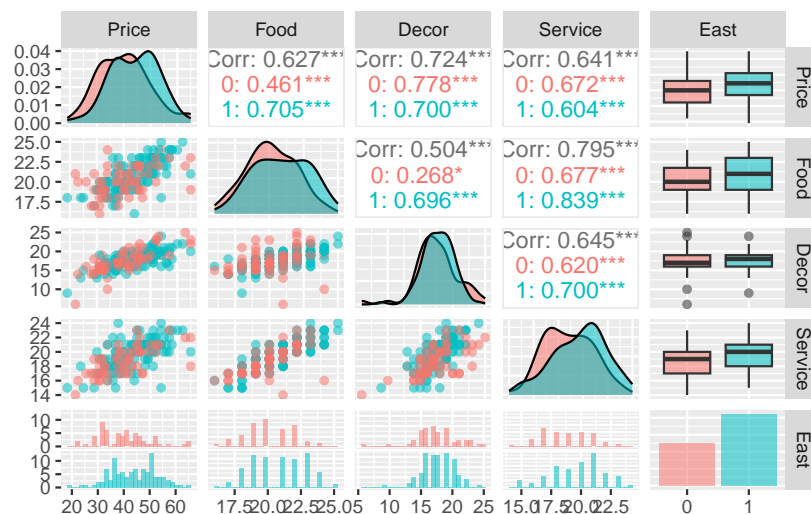 Price Food Decor Service East
0.04 Corr: 0.627*** Corr: 0.724*** Corr: 0.641*** Price
0.03 0: 0.461*** 0: 0.778*** 0: 0.672***
0.02
0.01 1: 0.705*** 1: 0.700*** 1: 0.604***
0.00
25.0 Corr: 0.504*** Corr: 0.795*** Food
22.5 0: 0.268* 0: 0.677***
20.0
17.5 1: 0.696*** 1: 0.839***
25 Corr: 0.645*** Decor
20 0: 0.620***
15
10 1: 0.700***
24 Service
22
20
18
16
14
10 East
5
0
10
5
0
20 30 40 50 60 17.5 20.0 22.5 25.0 5 10 15 20 25 15.0 17.5 20.0 22.5 0 1